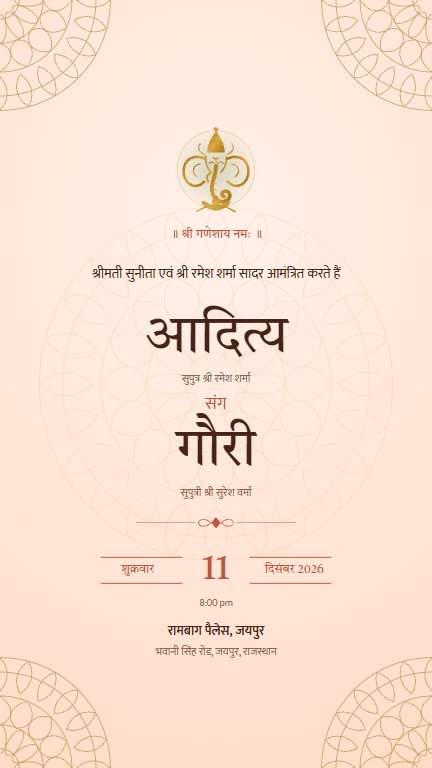 ॥ श्री गणेशाय नमः ॥
श्रीमती सुनीता एवं श्री रमेश शर्मा सादर आमंत्रित करते हैं
आदित्य
सुपुत्र श्री रमेश शर्मा
संग
गौरी
सुपुत्री श्री सुरेश वर्मा
शुक्रवार 11 दिसंबर 2026
8:00 pm
रामबाग पैलेस, जयपुर
भवानी सिंह रोड, जयपुर, राजस्थान